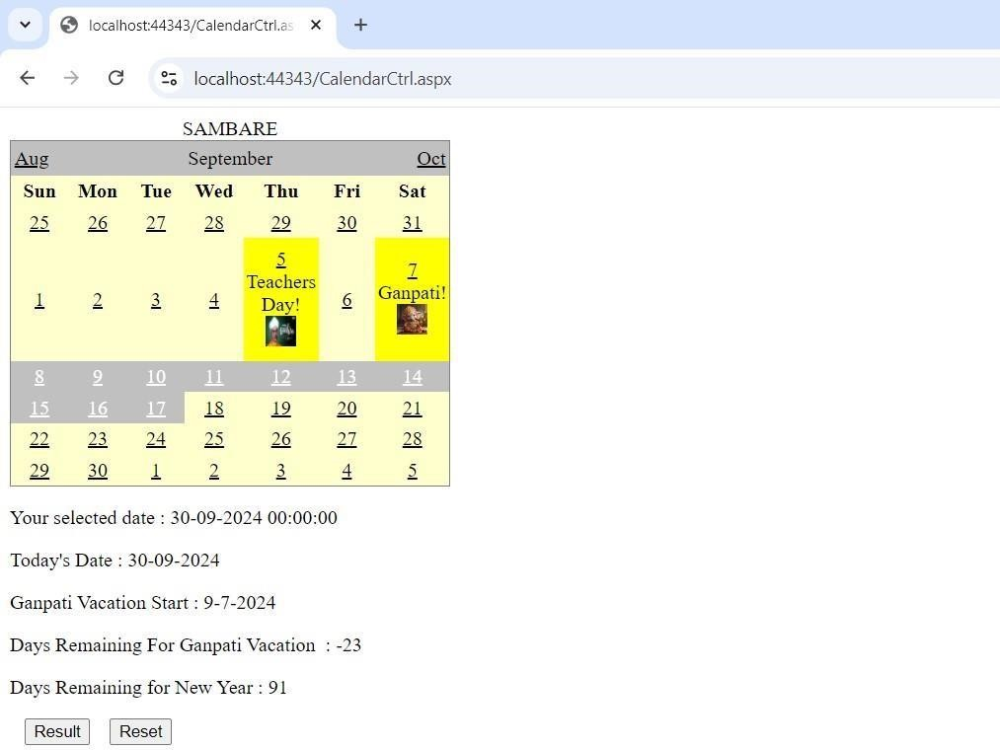 localhost:44343/CalendarCtrl.as
localhost:44343/CalendarCtrl.aspx
SAMBARE
Aug September Oct
Sun Mon Tue Wed Thu Fri Sat
25 26 27 28 29 30 31
1 2 3 4 5 Teachers Day! 6 7 Ganpati!
8 9 10 11 12 13 14
15 16 17 18 19 20 21
22 23 24 25 26 27 28
29 30 1 2 3 4 5
Your selected date : 30-09-2024 00:00:00
Today's Date : 30-09-2024
Ganpati Vacation Start : 9-7-2024
Days Remaining For Ganpati Vacation : -23
Days Remaining for New Year : 91
Result Reset